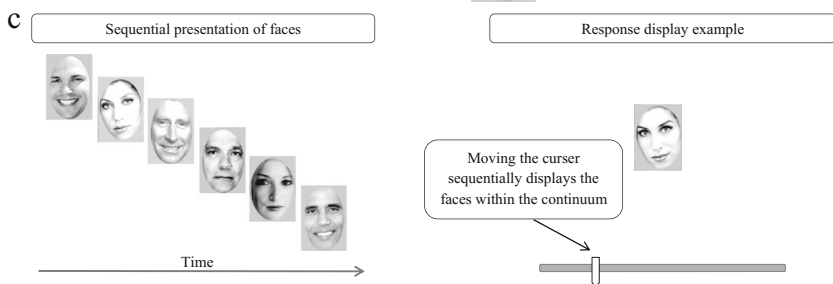 c
Sequential presentation of faces
Response display example
Moving the curser
sequentially displays the
faces within the continuum
Time